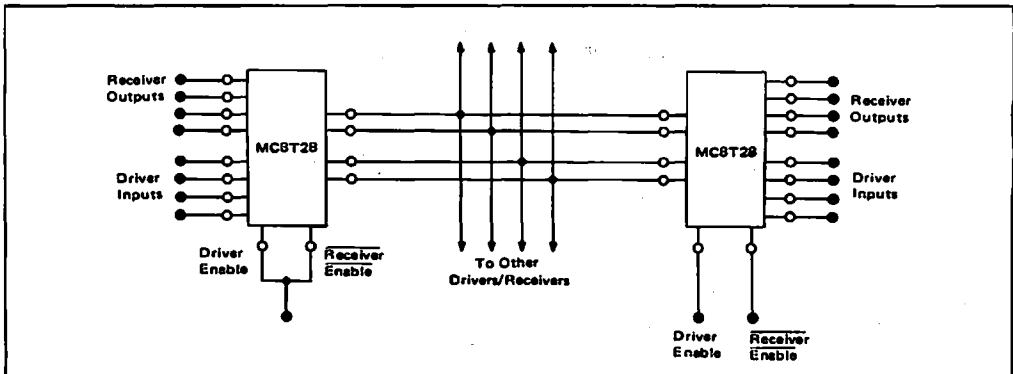 Receiver
Outputs
MC8T28
Driver
Inputs
Driver
Enable
Receiver
Enable
To Other
Drivers/Receivers
MC8T28
Receiver
Outputs
Driver
Inputs
Driver
Enable
Receiver
Enable